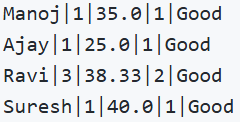 Manoj|1|35.0|1|Good
Ajay|1|25.0|1|Good
Ravi|3|38.33|2|Good
Suresh|1|40.0|1|Good